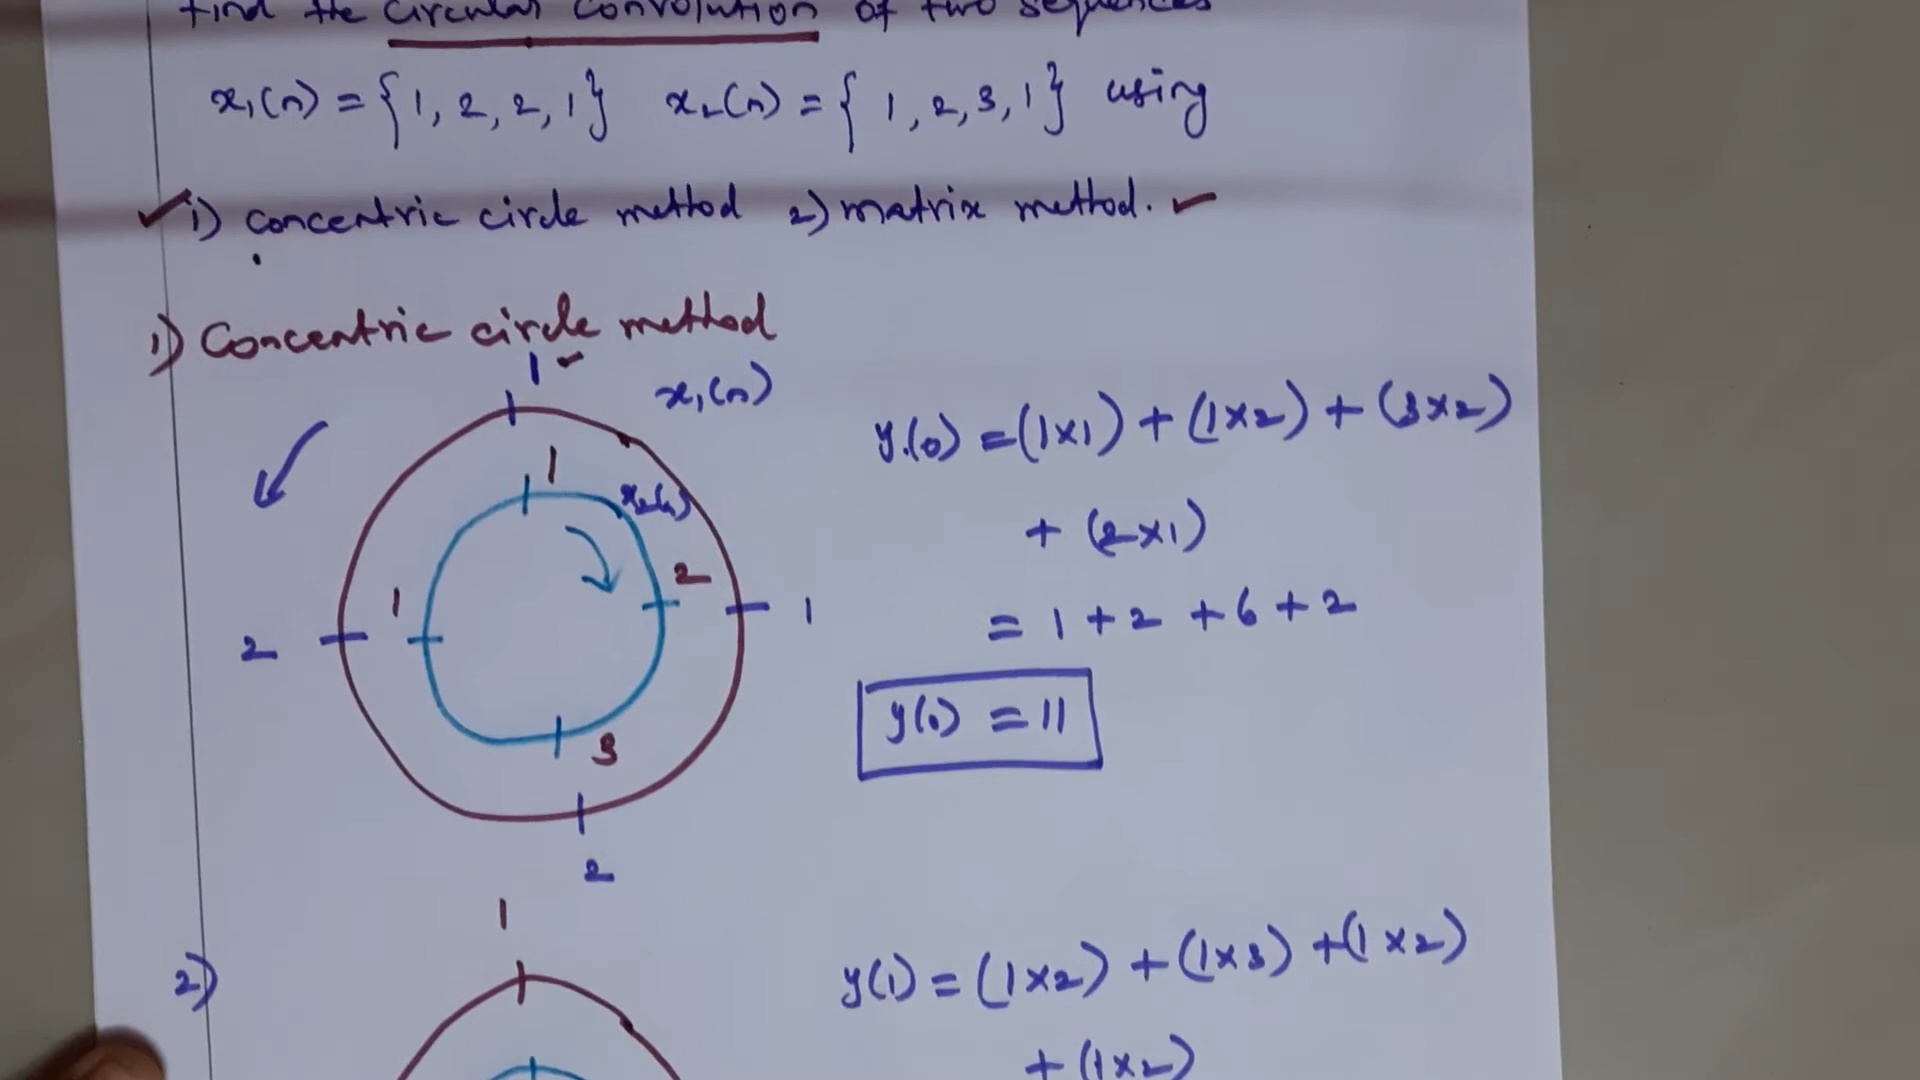 find the circular convolution of two sequences
x₁(n) = {1, 2, 2, 1} x₂(n) = {1, 2, 3, 1} using
1) concentric circle method 2) matrix method.
1) Concentric circle method
1
x₁(n)
1
x₂(n)
2
1
1
2
3
2
y(0) = (1×1) + (1×2) + (3×2)
+ (2×1)
= 1 + 2 + 6 + 2
y(0) = 11
1
2)
y(1) = (1×2) + (1×3) + (1×2)
+ (1×2)